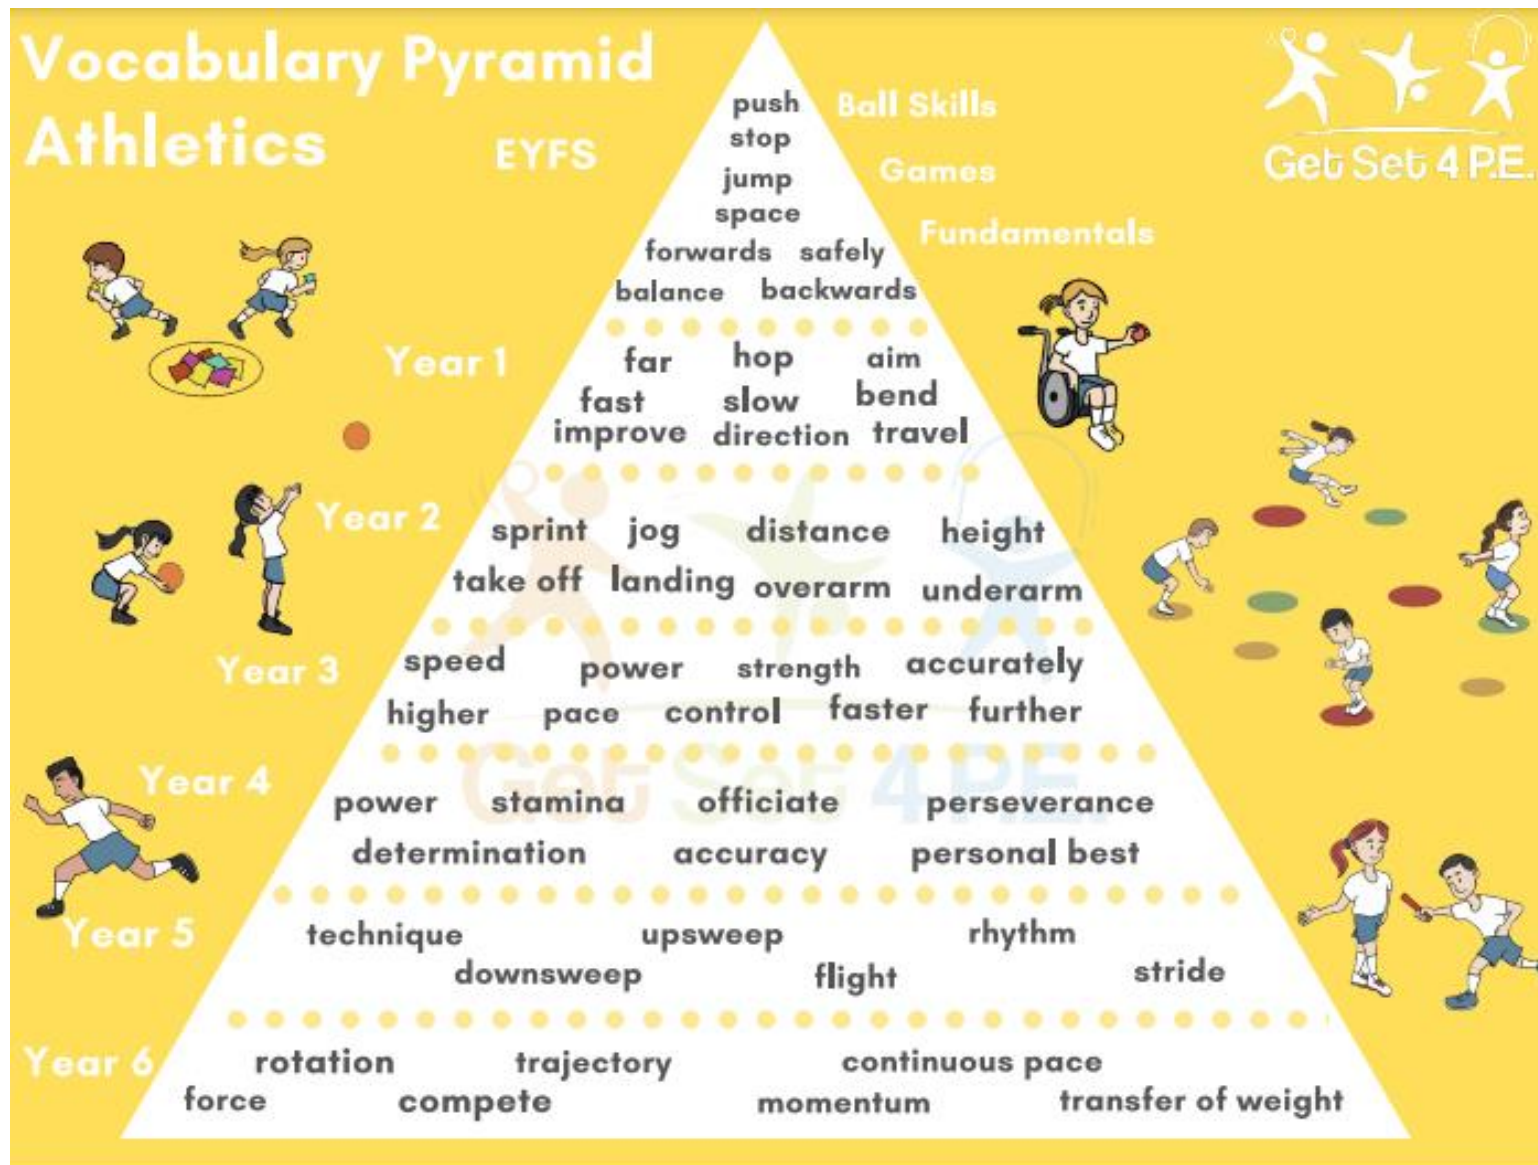 Vocabulary Pyramid
Athletics
Get Set 4 P.E.
EYFS
Ball Skills
Games
Fundamentals
push
stop
jump
space
forwards safely
balance backwards
Year 1
far hop aim
fast slow bend
improve direction travel
Year 2
sprint jog distance height
take off landing overarm underarm
Year 3
speed power strength accurately
higher pace control faster further
Get Set 4 P.E.
Year 4
power stamina officiate perseverance
determination accuracy personal best
Year 5
technique upsweep rhythm
downsweep flight stride
Year 6
rotation trajectory continuous pace
force compete momentum transfer of weight